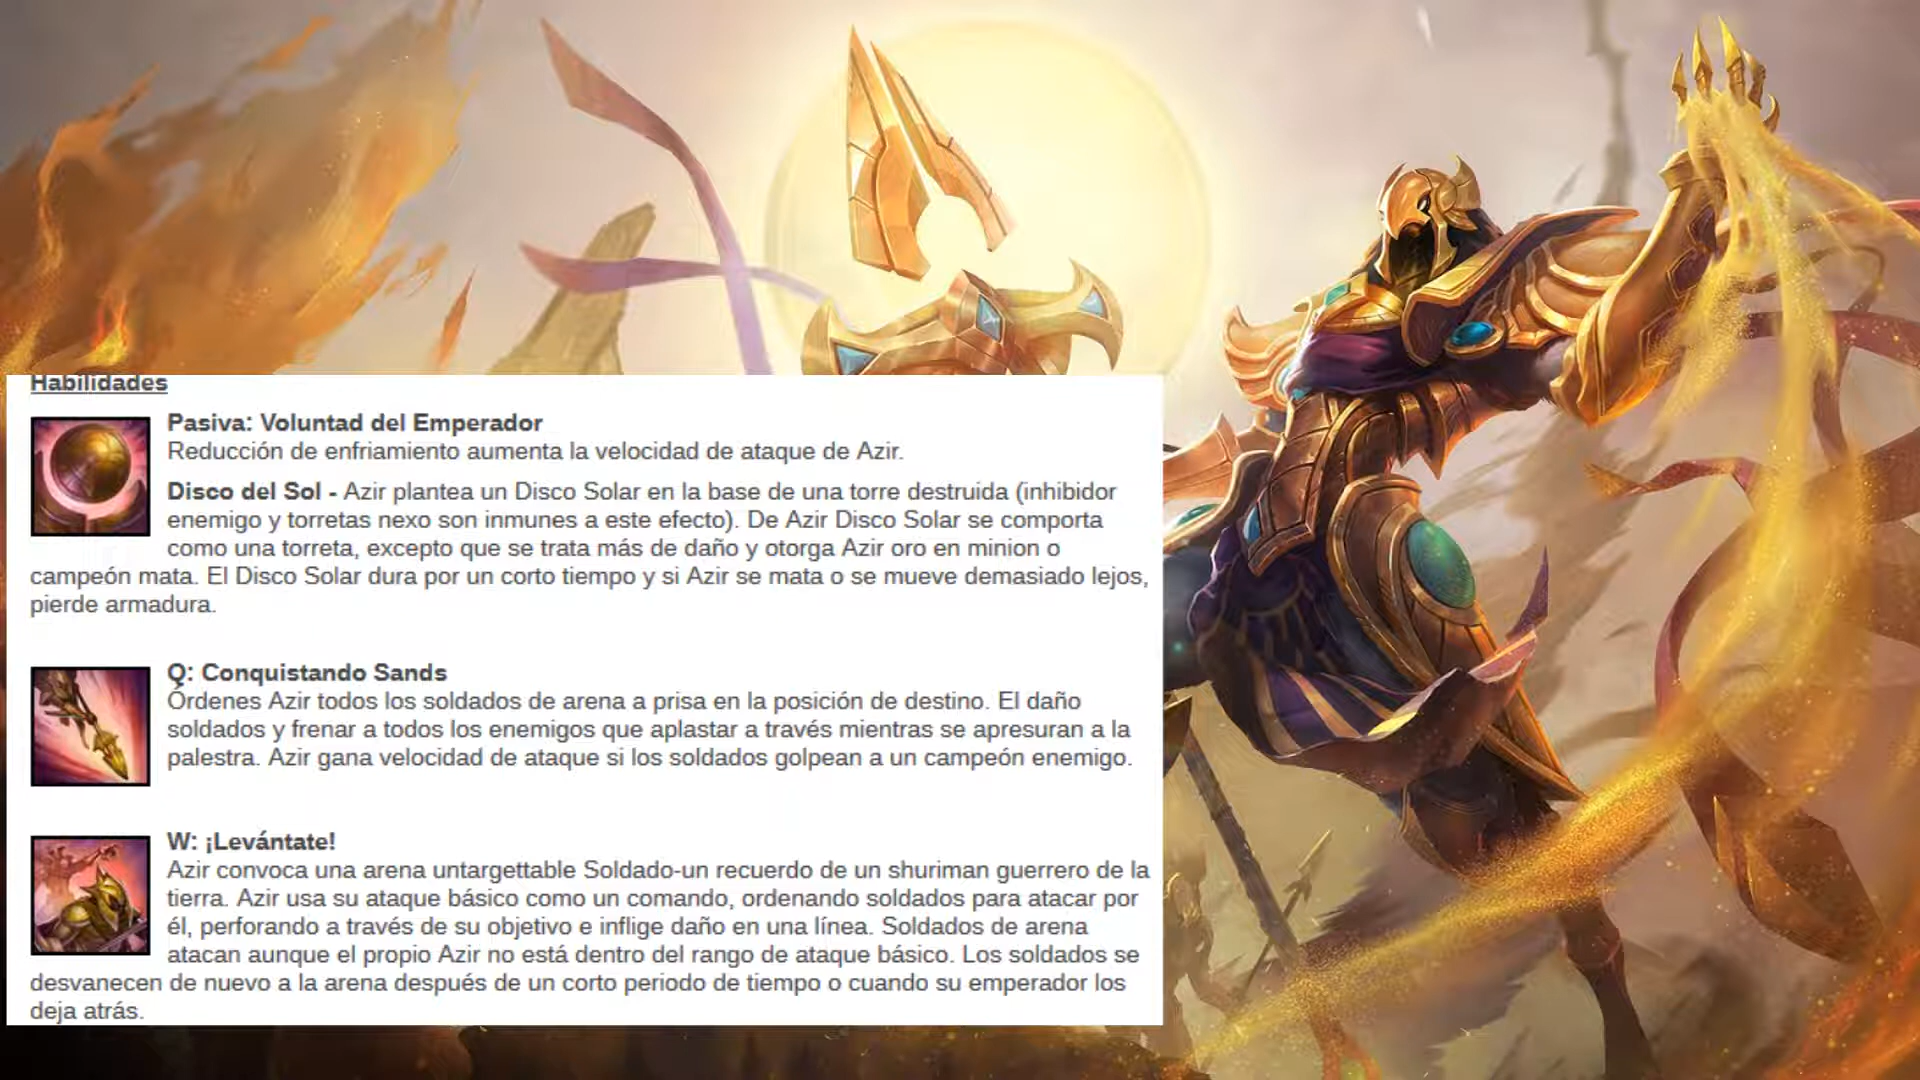 Habilidades
Pasiva: Voluntad del Emperador
Reducción de enfriamiento aumenta la velocidad de ataque de Azir.
Disco del Sol - Azir plantea un Disco Solar en la base de una torre destruida (inhibidor
enemigo y torretas nexo son inmunes a este efecto). De Azir Disco Solar se comporta
como una torreta, excepto que se trata más de daño y otorga Azir oro en minion o
campeón mata. El Disco Solar dura por un corto tiempo y si Azir se mata o se mueve demasiado lejos,
pierde armadura.
Q: Conquistando Sands
Órdenes Azir todos los soldados de arena a prisa en la posición de destino. El daño
soldados y frenar a todos los enemigos que aplastar a través mientras se apresuran a la
palestra. Azir gana velocidad de ataque si los soldados golpean a un campeón enemigo.
W: ¡Levántate!
Azir convoca una arena untargettable Soldado-un recuerdo de un shuriman guerrero de la
tierra. Azir usa su ataque básico como un comando, ordenando soldados para atacar por
él, perforando a través de su objetivo e inflige daño en una línea. Soldados de arena
atacan aunque el propio Azir no está dentro del rango de ataque básico. Los soldados se
desvanecen de nuevo a la arena después de un corto periodo de tiempo o cuando su emperador los
deja atrás.